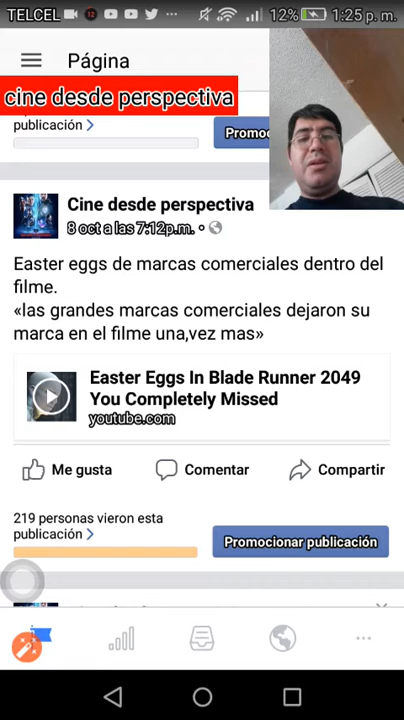 TELCEL 12% 1:25 p. m.
Página
cine desde perspectiva
publicación >
Promoc
Cine desde perspectiva
8 oct a las 7:12p.m. •
Easter eggs de marcas comerciales dentro del
filme.
«las grandes marcas comerciales dejaron su
marca en el filme una,vez mas»
Easter Eggs In Blade Runner 2049
You Completely Missed
youtube.com
Me gusta Comentar Compartir
219 personas vieron esta
publicación >
Promocionar publicación